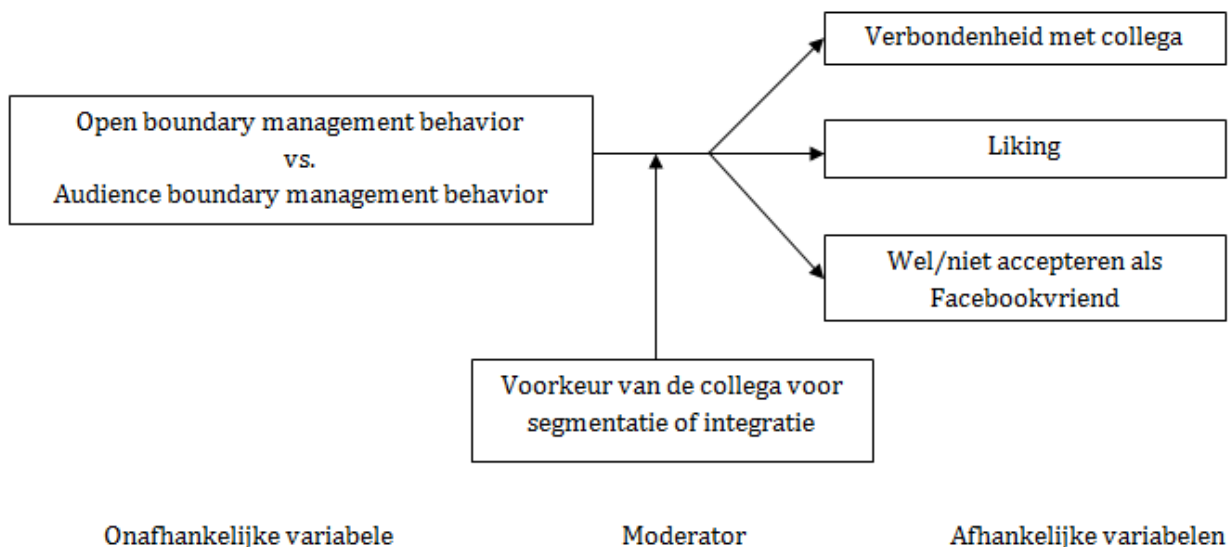 Verbondenheid met collega
Open boundary management behavior
vs.
Audience boundary management behavior
Liking
Wel/niet accepteren als
Facebookvriend
Voorkeur van de collega voor
segmentatie of integratie
Onafhankelijke variabele
Moderator
Afhankelijke variabelen